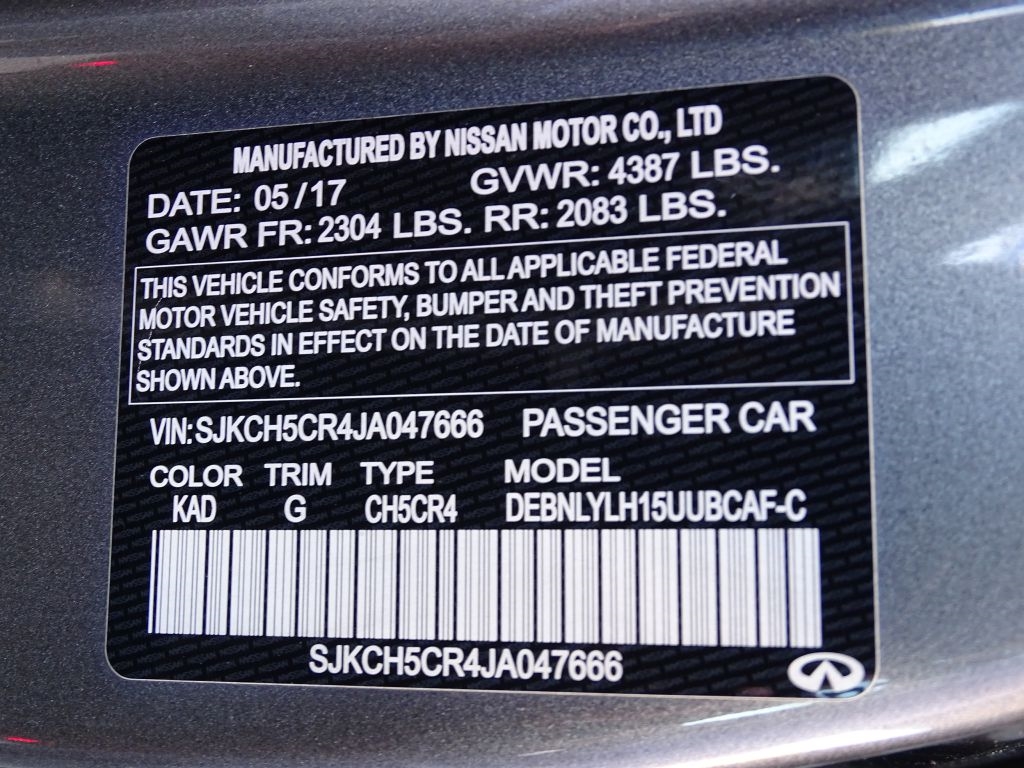 MANUFACTURED BY NISSAN MOTOR CO., LTD
DATE: 05/17 GVWR: 4387 LBS.
GAWR FR: 2304 LBS. RR: 2083 LBS.
THIS VEHICLE CONFORMS TO ALL APPLICABLE FEDERAL
MOTOR VEHICLE SAFETY, BUMPER AND THEFT PREVENTION
STANDARDS IN EFFECT ON THE DATE OF MANUFACTURE
SHOWN ABOVE.
VIN: SJKCH5CR4JA047666 PASSENGER CAR
COLOR TRIM TYPE MODEL
KAD G CH5CR4 DEBNLYLH15UUBCAF-C
SJKCH5CR4JA047666